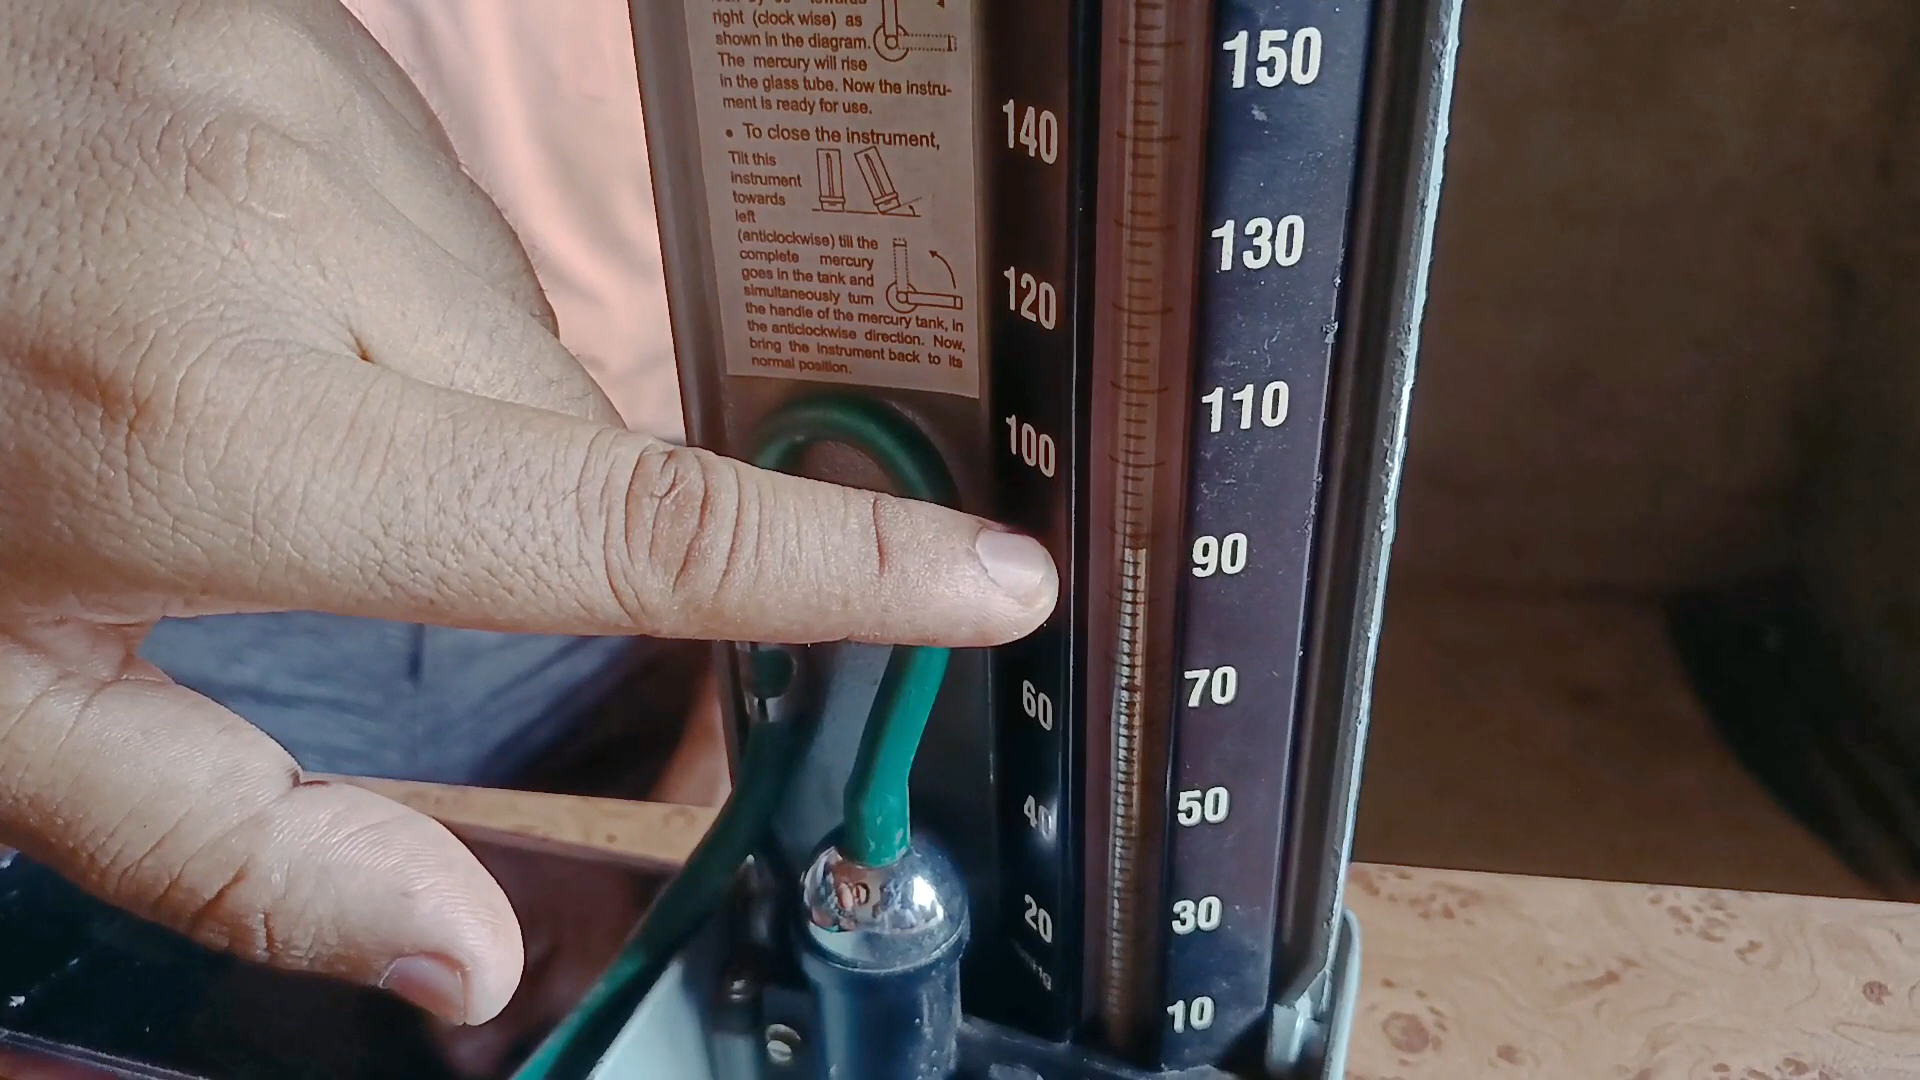 right (clock wise) as
shown in the diagram.
The mercury will rise
in the glass tube. Now the instru-
ment is ready for use.
• To close the instrument,
Tilt this
instrument
towards
left
(anticlockwise) till the
complete mercury
goes in the tank and
simultaneously turn
the handle of the mercury tank, in
the anticlockwise direction. Now,
bring the instrument back to its
normal position.
140
120
100
60
40
20
150
130
110
90
70
50
30
10